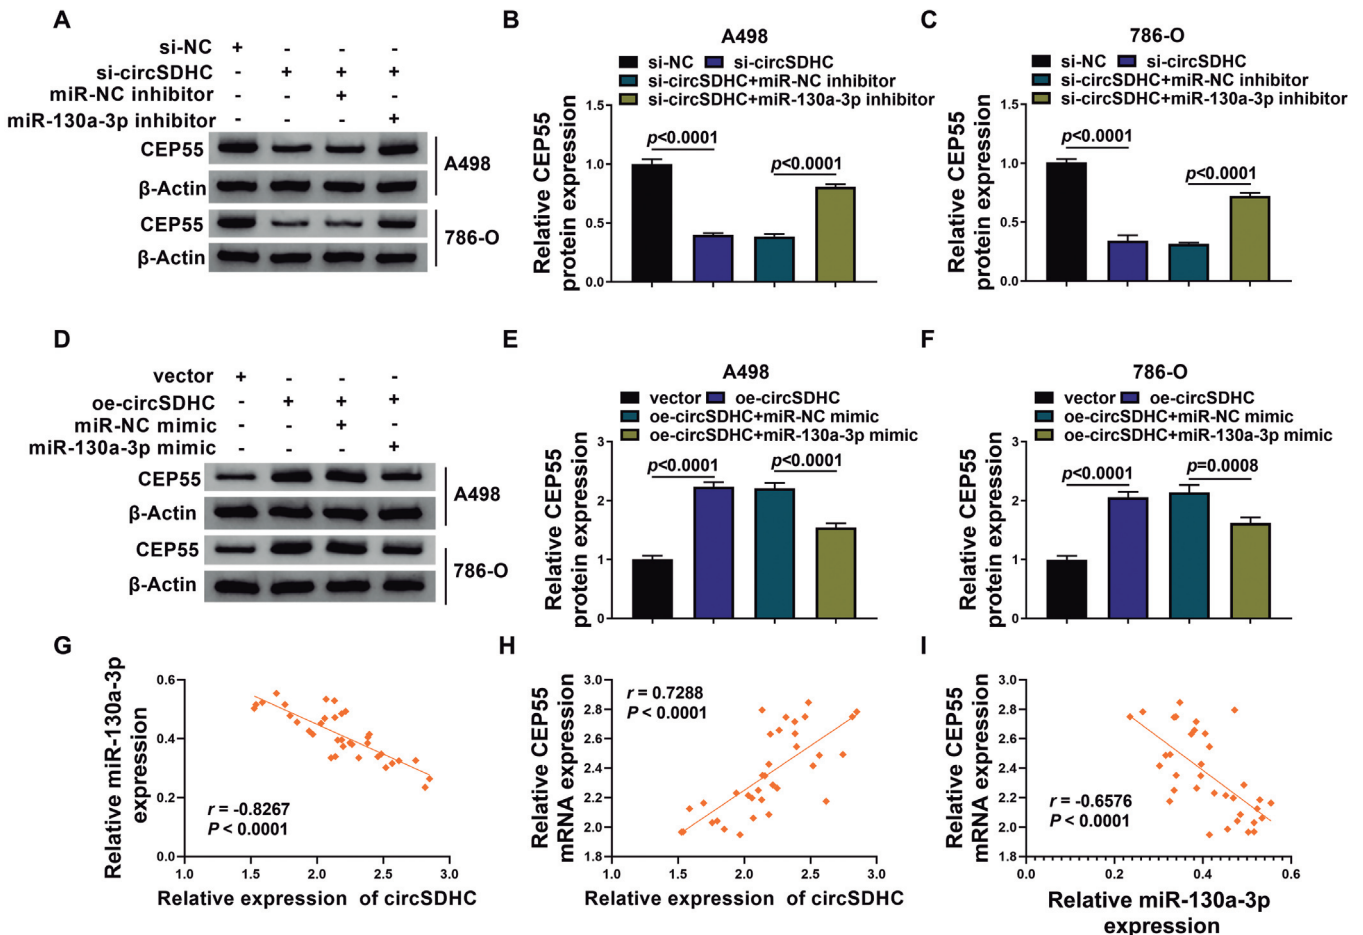 A
si-NC + - - -
si-circSDHC - + + +
miR-NC inhibitor - - + -
miR-130a-3p inhibitor - - - +
CEP55
β-Actin
A498
CEP55
β-Actin
786-O
B
A498
si-NC si-circSDHC
si-circSDHC+miR-NC inhibitor
si-circSDHC+miR-130a-3p inhibitor
Relative CEP55
protein expression
1.5
1.0
0.5
0.0
p<0.0001
p<0.0001
C
786-O
si-NC si-circSDHC
si-circSDHC+miR-NC inhibitor
si-circSDHC+miR-130a-3p inhibitor
Relative CEP55
protein expression
1.5
1.0
0.5
0.0
p<0.0001
p<0.0001
D
vector + - - -
oe-circSDHC - + + +
miR-NC mimic - - + -
miR-130a-3p mimic - - - +
CEP55
β-Actin
A498
CEP55
β-Actin
786-O
E
A498
vector oe-circSDHC
oe-circSDHC+miR-NC mimic
oe-circSDHC+miR-130a-3p mimic
Relative CEP55
protein expression
3
2
1
0
p<0.0001
p<0.0001
F
786-O
vector oe-circSDHC
oe-circSDHC+miR-NC mimic
oe-circSDHC+miR-130a-3p mimic
Relative CEP55
protein expression
3
2
1
0
p<0.0001
p=0.0008
G
Relative miR-130a-3p
expression
0.6
0.4
0.2
0.0
r = -0.8267
P < 0.0001
1.0 1.5 2.0 2.5 3.0
Relative expression of circSDHC
H
Relative CEP55
mRNA expression
3.0
2.8
2.6
2.4
2.2
2.0
1.8
r = 0.7288
P < 0.0001
1.0 1.5 2.0 2.5 3.0
Relative expression of circSDHC
I
Relative CEP55
mRNA expression
3.0
2.8
2.6
2.4
2.2
2.0
1.8
r = -0.6576
P < 0.0001
0.0 0.2 0.4 0.6
Relative miR-130a-3p
expression